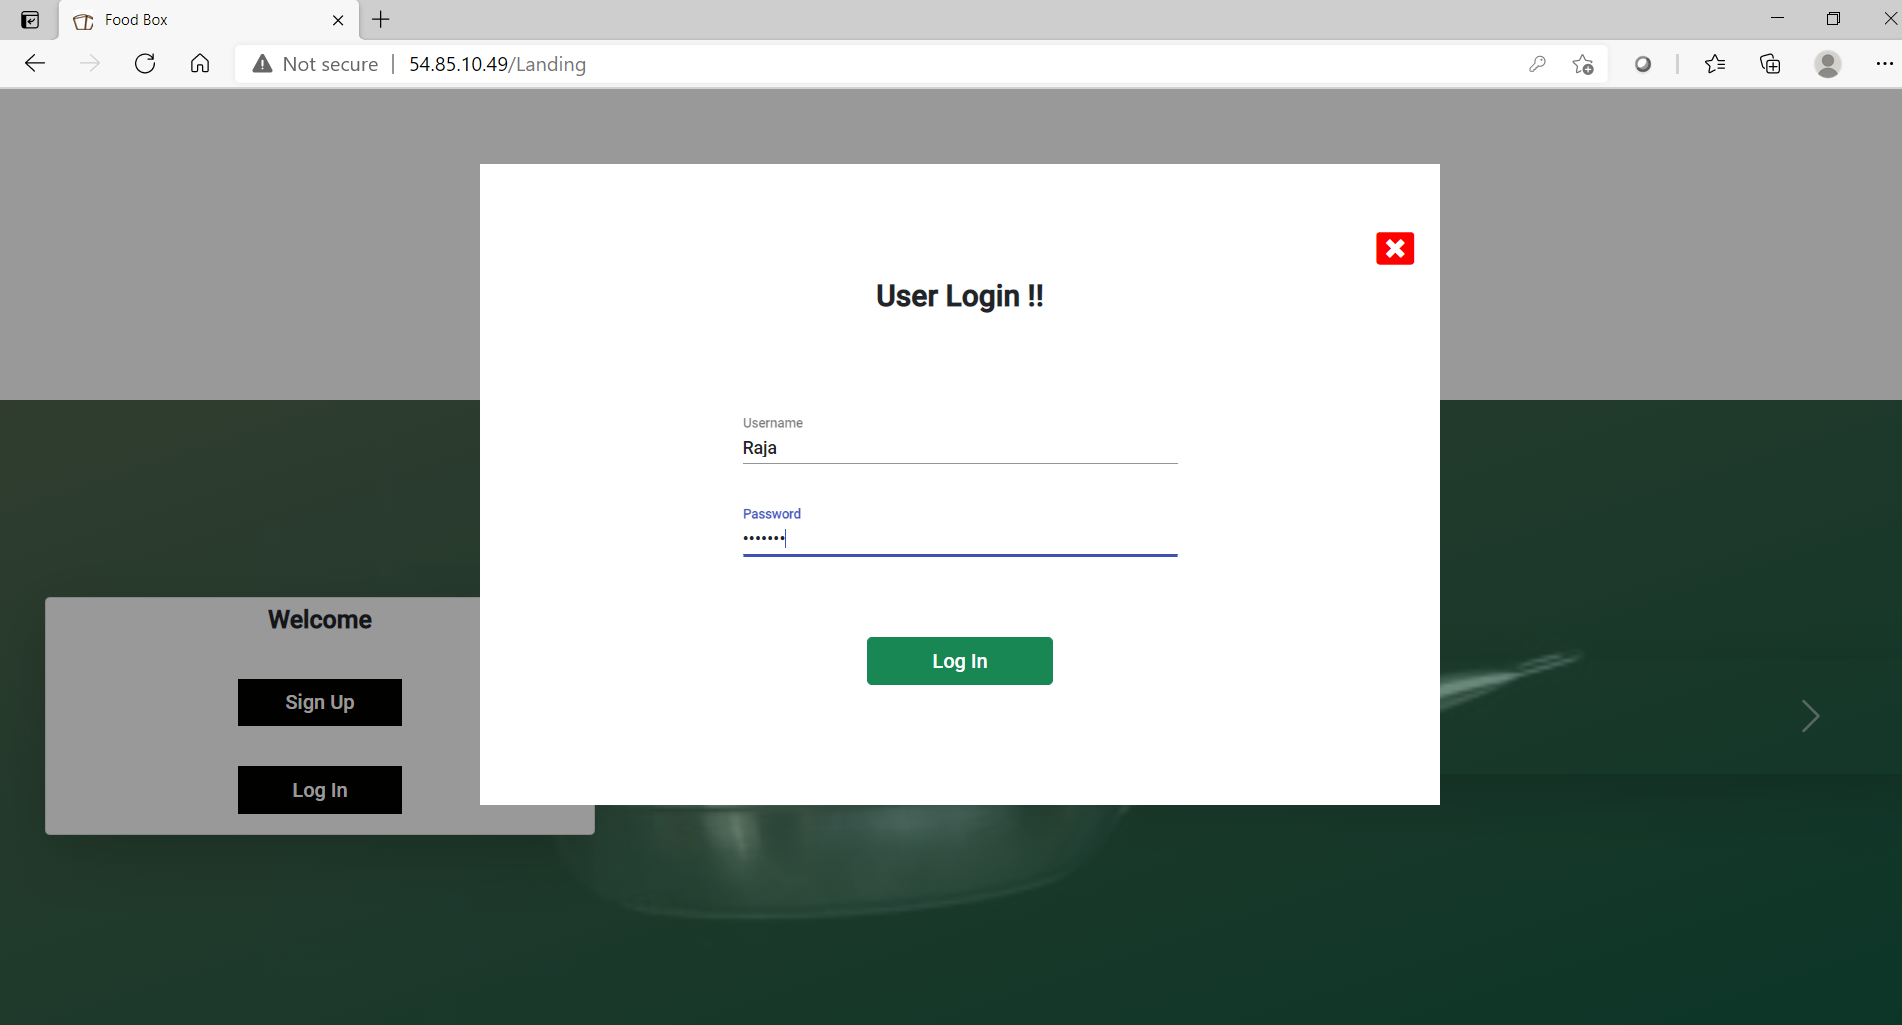 Food Box
Not secure | 54.85.10.49/Landing
User Login !!
Username
Raja
Password
•••••••
Log In
Welcome
Sign Up
Log In